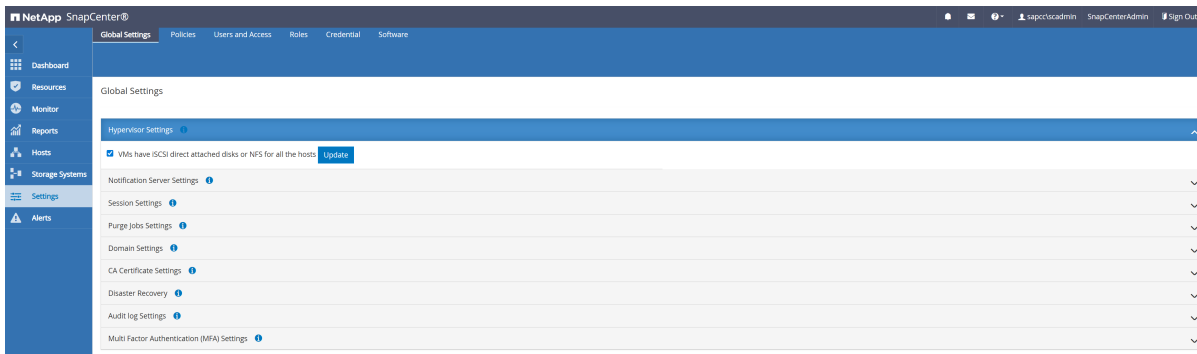 NetApp SnapCenter®
sapcc\scadmin SnapCenterAdmin Sign Out
Global Settings Policies Users and Access Roles Credential Software
Dashboard
Resources
Monitor
Reports
Hosts
Storage Systems
Settings
Alerts
Global Settings
Hypervisor Settings
VMs have iSCSI direct attached disks or NFS for all the hosts Update
Notification Server Settings
Session Settings
Purge Jobs Settings
Domain Settings
CA Certificate Settings
Disaster Recovery
Audit log Settings
Multi Factor Authentication (MFA) Settings